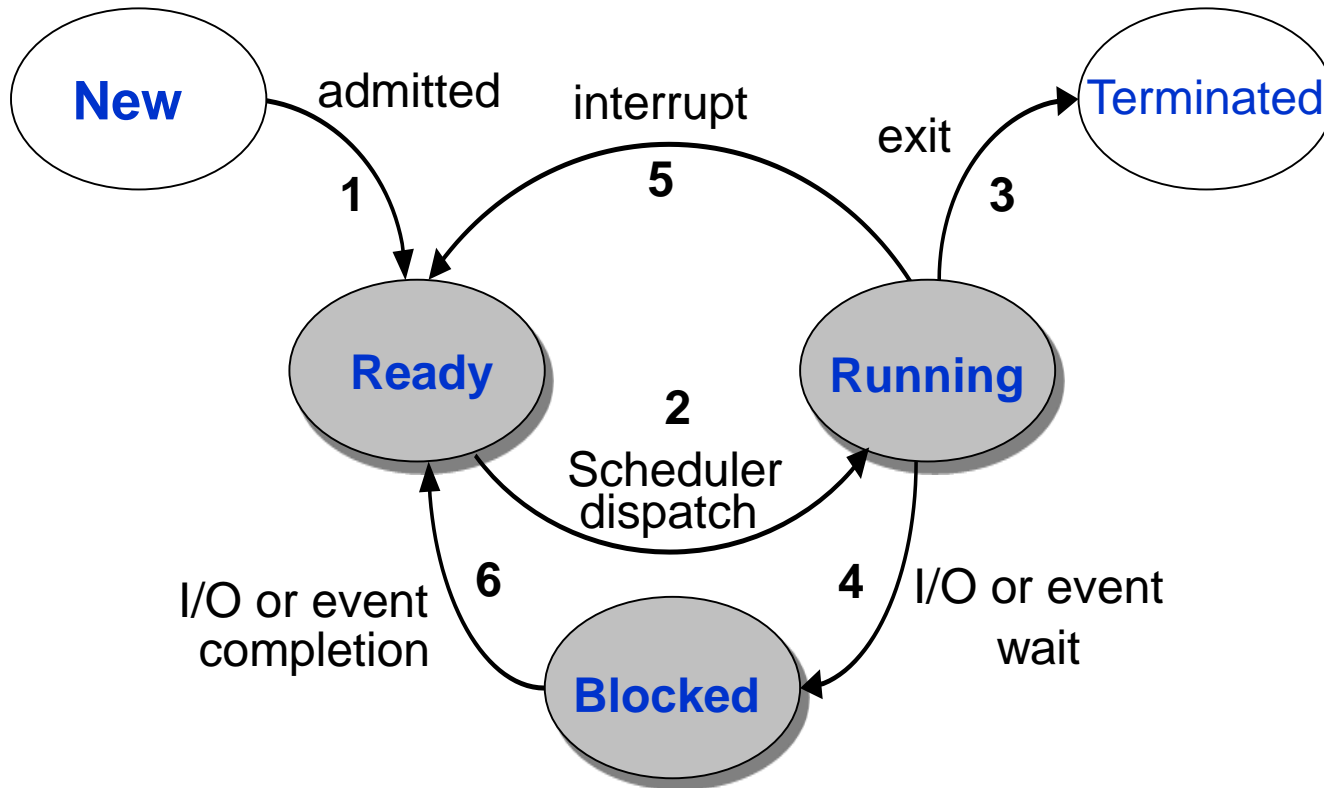 New
admitted
1
interrupt
5
exit
3
Terminated
Ready
Running
2
Scheduler
dispatch
6
I/O or event
completion
4
I/O or event
wait
Blocked